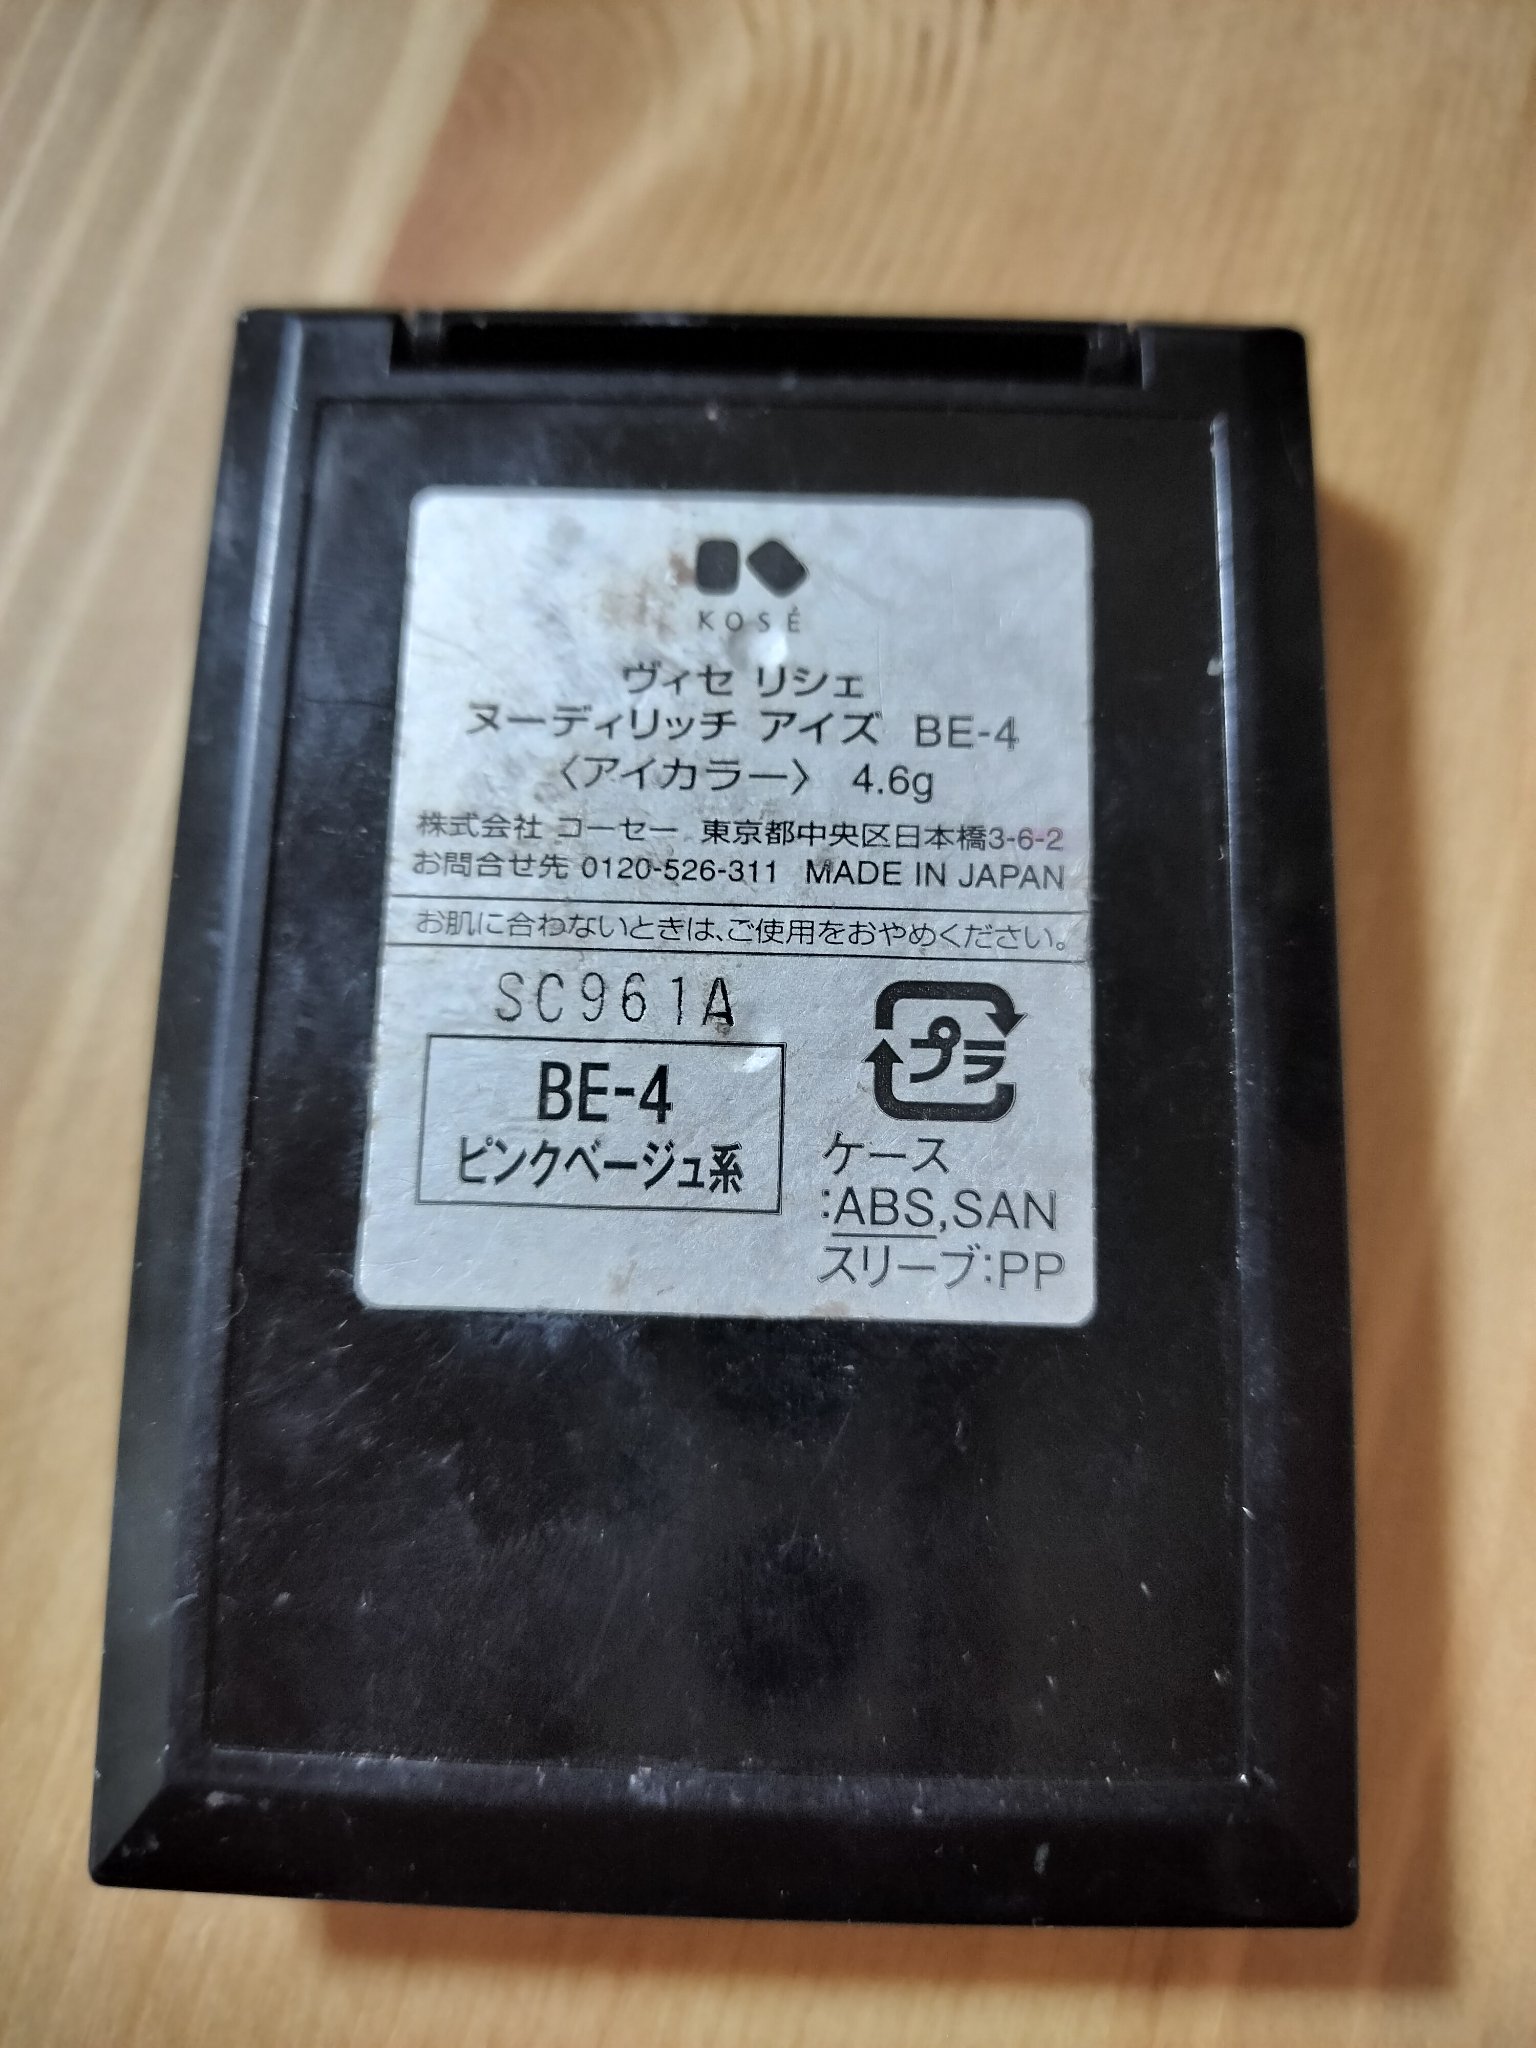 KOSÉ
ヴィセ リシェ
ヌーディリッチ アイズ BE-4
〈アイカラー〉 4.6g
株式会社 コーセー 東京都中央区日本橋3-6-2
お問合せ先 0120-526-311 MADE IN JAPAN
お肌に合わないときは、ご使用をおやめください。
SC961A
BE-4
ピンクベージュ系
プラ
ケース
:ABS,SAN
スリーブ:PP